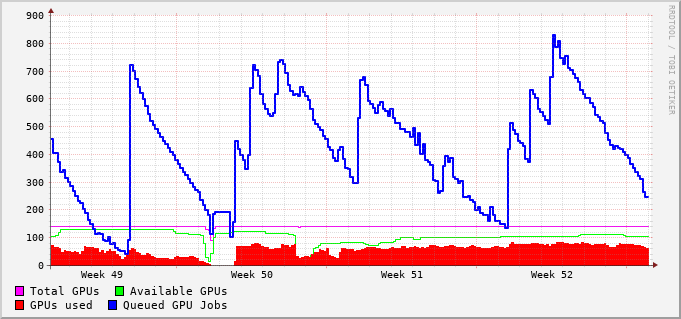 900
800
700
600
500
400
300
200
100
0
Week 49 Week 50 Week 51 Week 52
Total GPUs Available GPUs
GPUs used Queued GPU Jobs
RRDTOOL / TOBI OETIKER